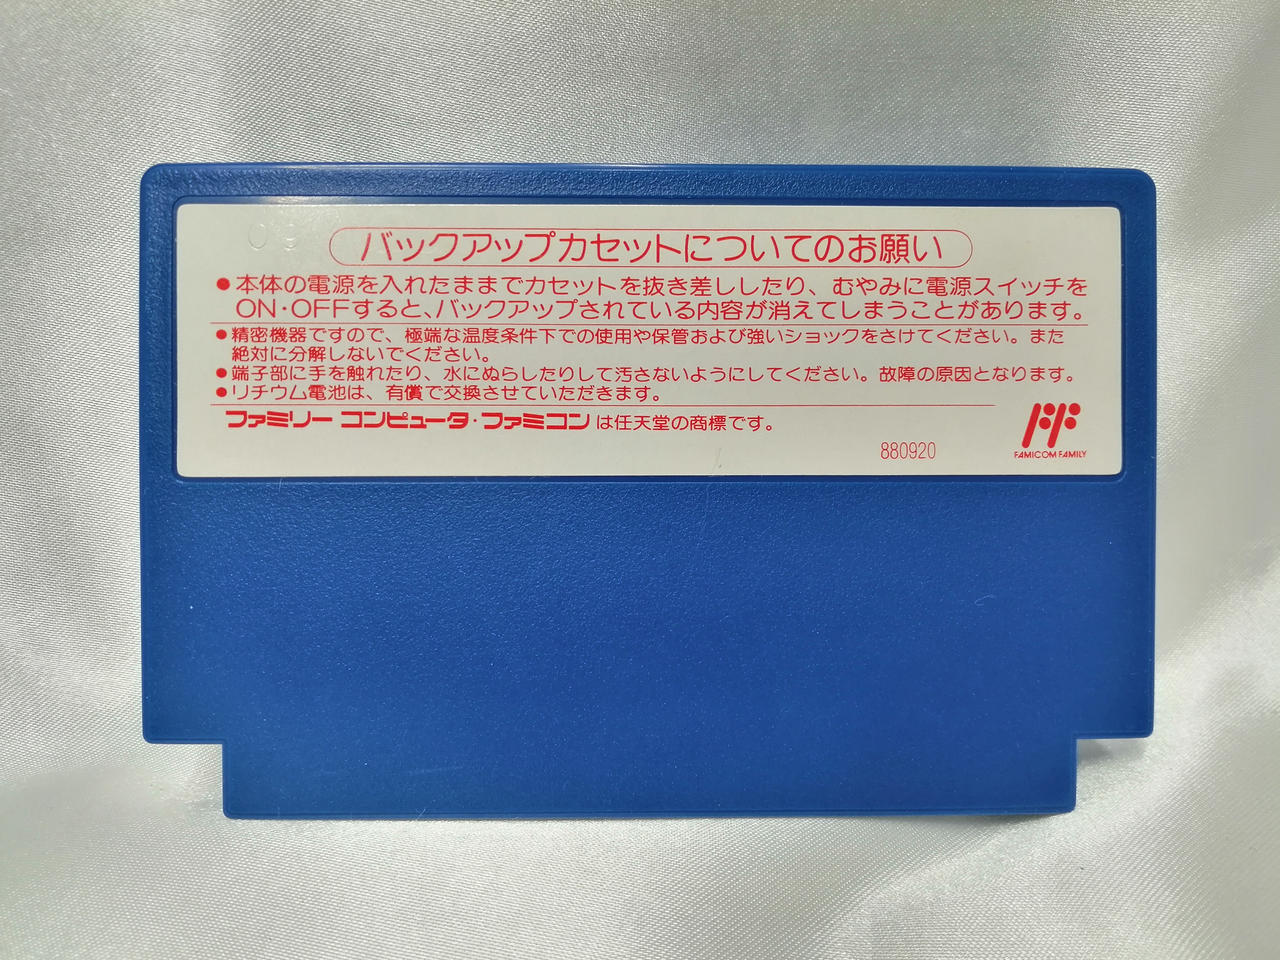 バックアップカセットについてのお願い
●本体の電源を入れたままでカセットを抜き差ししたり、むやみに電源スイッチを
ON・OFFすると、バックアップされている内容が消えてしまうことがあります。
●精密機器ですので、極端な温度条件下での使用や保管および強いショックをさけてください。また
絶対に分解しないでください。
●端子部に手を触れたり、水にぬらしたりして汚さないようにしてください。故障の原因となります。
●リチウム電池は、有償で交換させていただきます。
ファミリー コンピュータ・ファミコンは任天堂の商標です。
880920
FAMICOM FAMILY